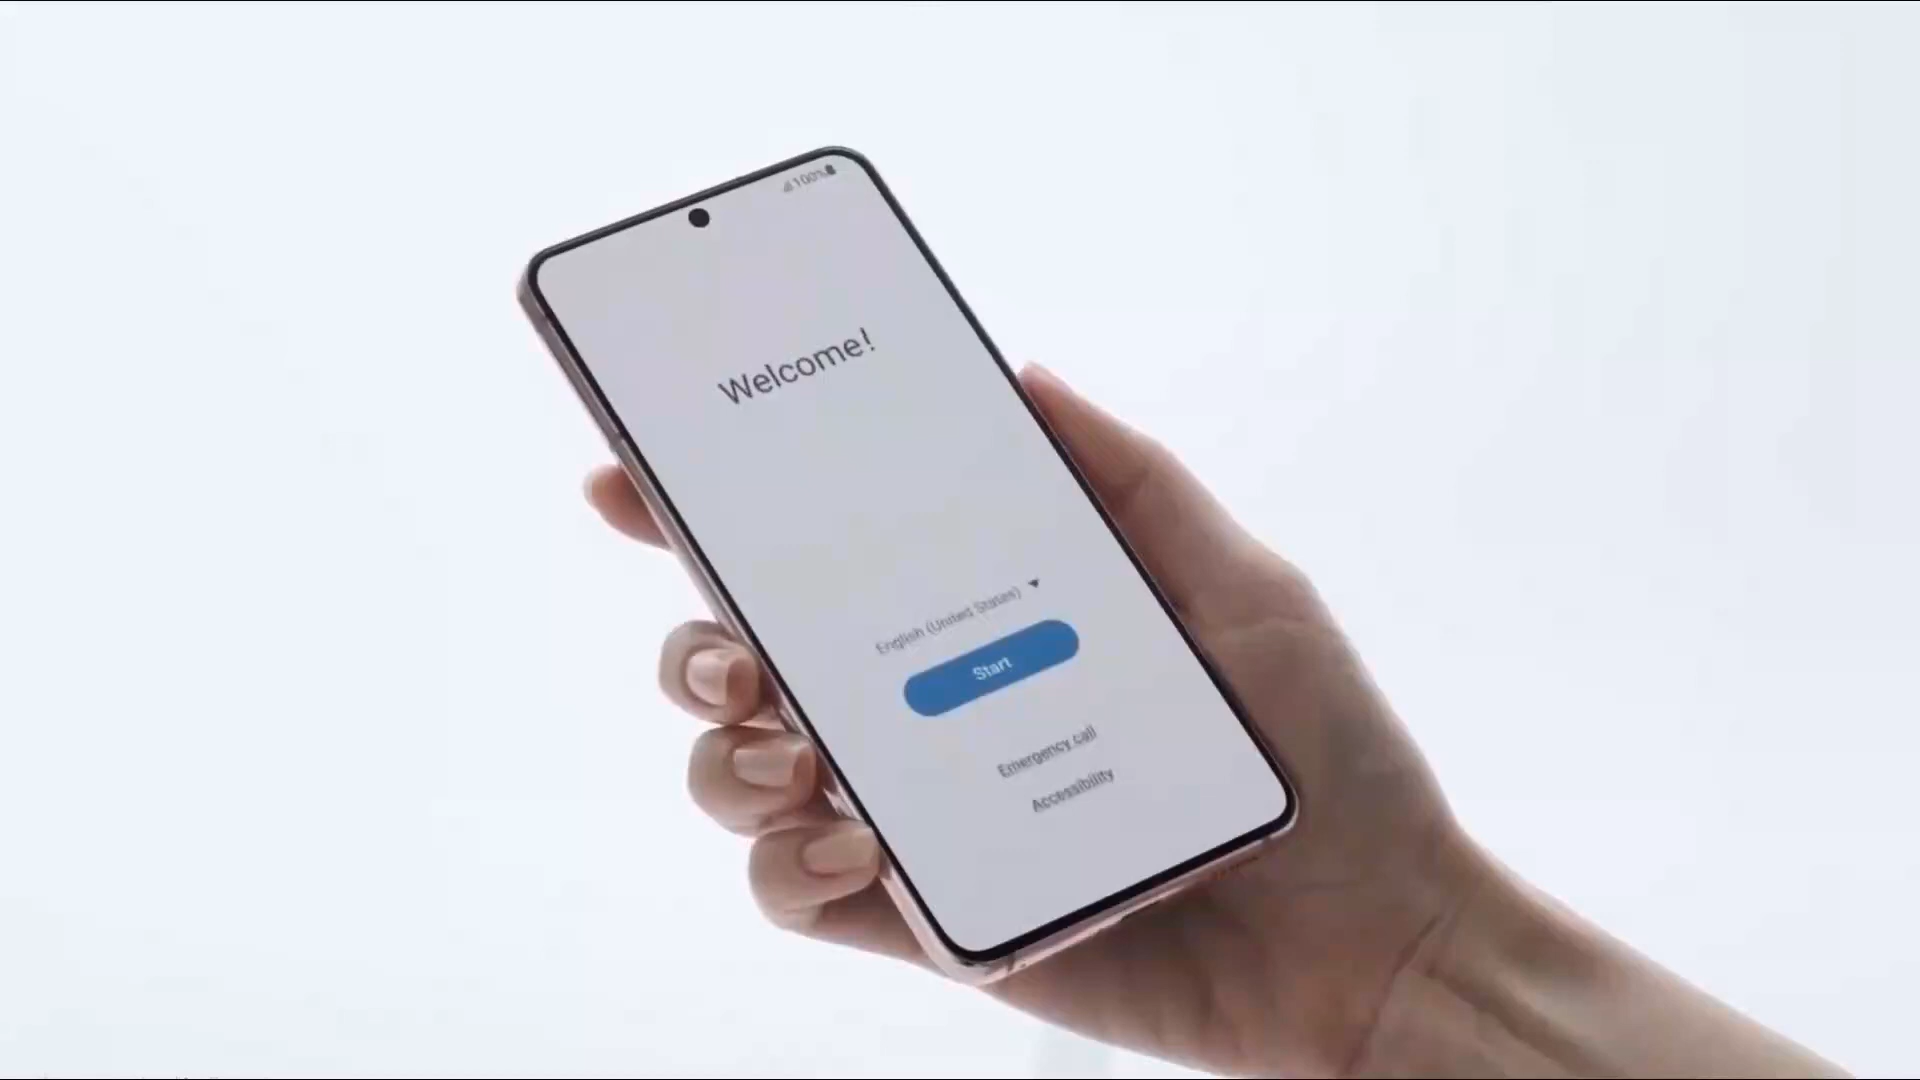 100%
Welcome!
English (United States)
Start
Emergency call
Accessibility